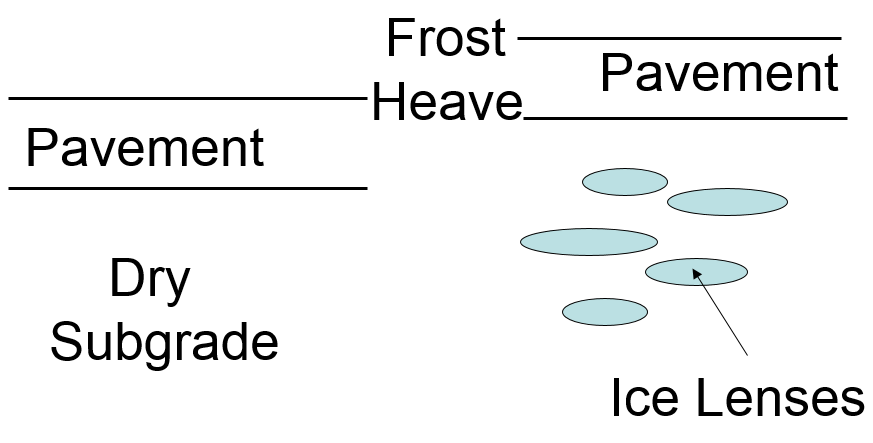 Frost
Heave
Pavement
Pavement
Dry
Subgrade
Ice Lenses